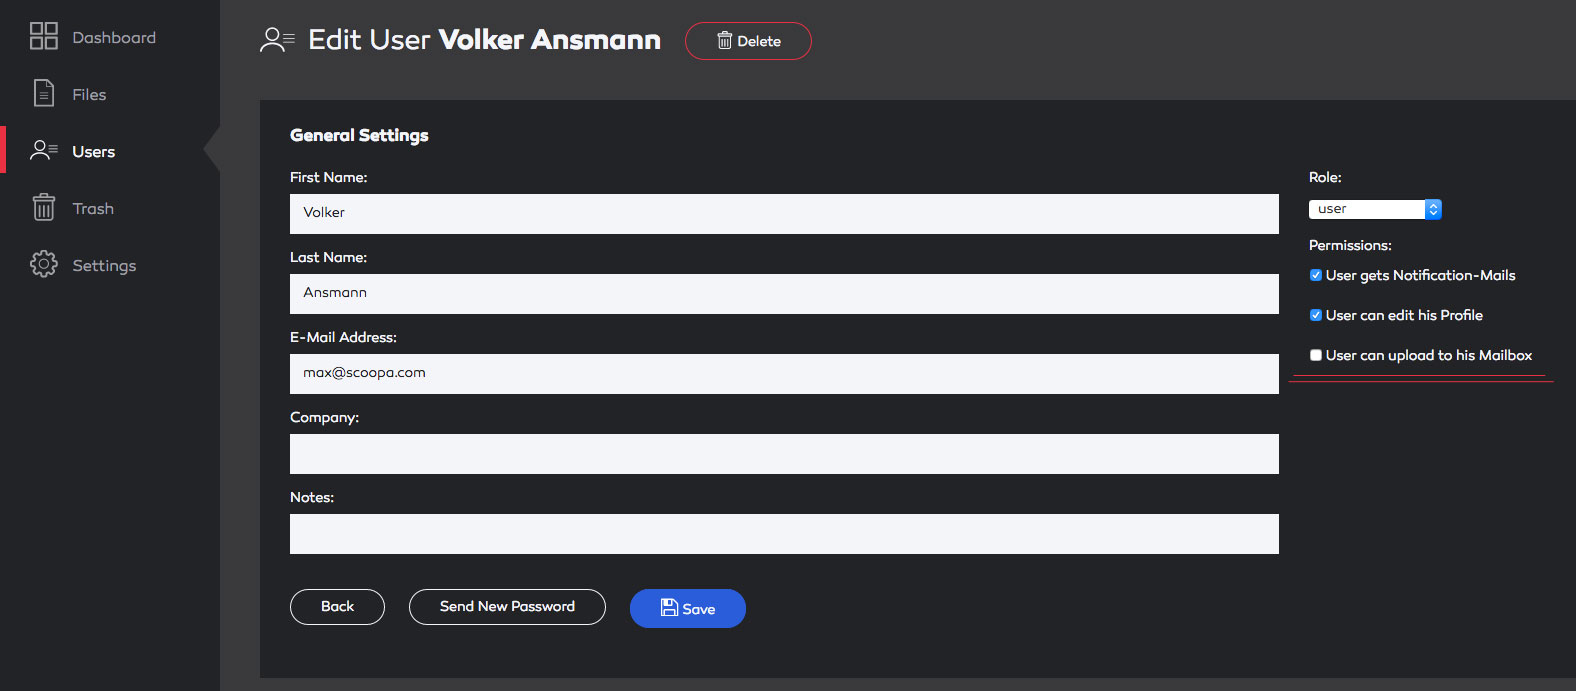 Dashboard
Files
Users
Trash
Settings
Edit User Volker Ansmann
Delete
General Settings
First Name:
Volker
Last Name:
Ansmann
E-Mail Address:
max@scoopa.com
Company:
Notes:
Back
Send New Password
Save
Role:
user
Permissions:
User gets Notification-Mails
User can edit his Profile
User can upload to his Mailbox